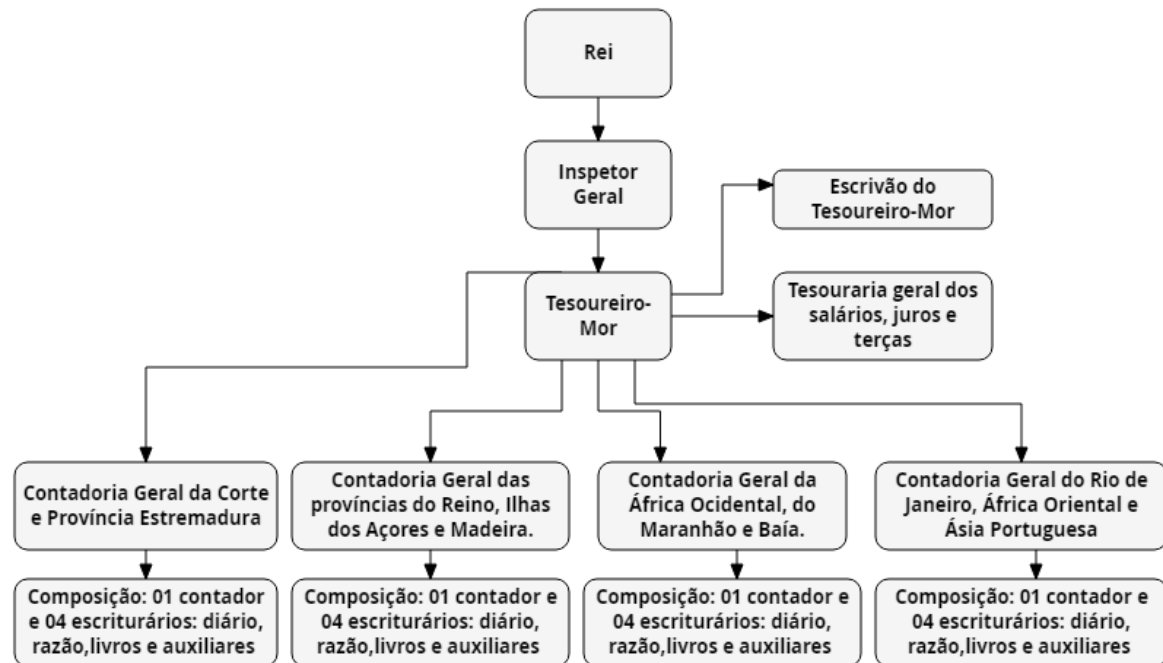 Rei
Inspetor
Geral
Escrivão do
Tesoureiro-Mor
Tesoureiro-
Mor
Tesouraria geral dos
salários, juros e
terças
Contadoria Geral da Corte
e Província Estremadura
Contadoria Geral das
províncias do Reino, Ilhas
dos Açores e Madeira.
Contadoria Geral da
África Ocidental, do
Maranhão e Baía.
Contadoria Geral do Rio de
Janeiro, África Oriental e
Ásia Portuguesa
Composição: 01 contador
e 04 escriturários: diário,
razão,livros e auxiliares
Composição: 01 contador e
04 escriturários: diário,
razão,livros e auxiliares
Composição: 01 contador e
04 escriturários: diário,
razão,livros e auxiliares
Composição: 01 contador e
04 escriturários: diário,
razão,livros e auxiliares